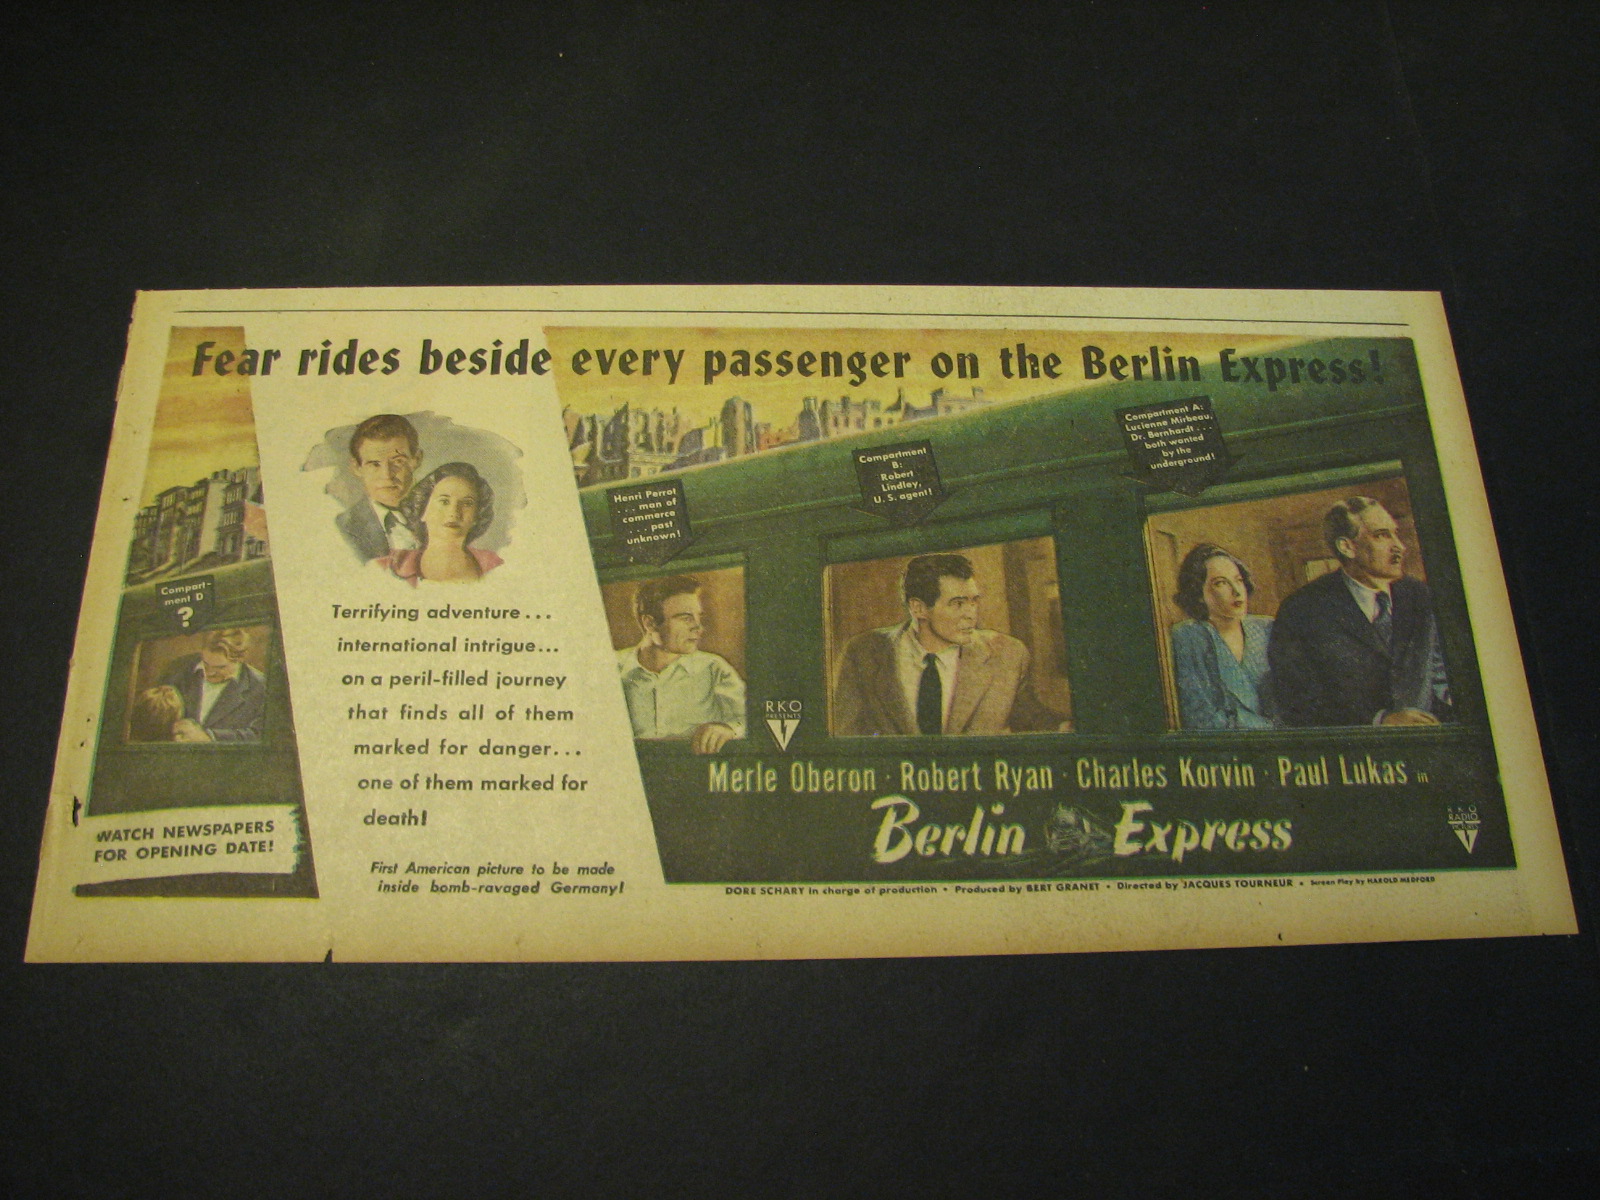 Fear rides beside every passenger on the Berlin Express!
Compart-
ment D
?
WATCH NEWSPAPERS
FOR OPENING DATE!
Terrifying adventure...
international intrigue...
on a peril-filled journey
that finds all of them
marked for danger...
one of them marked for
death!
First American picture to be made
inside bomb-ravaged Germany!
Henri Perrot
... man of
commerce
... past
unknown!
Compartment
B:
Robert
Lindley,
U. S. agent!
Compartment A:
Lucienne Mirbeau,
Dr. Bernhardt...
both wanted
by the
underground!
RKO
PRESENTS
Merle Oberon · Robert Ryan · Charles Korvin · Paul Lukas in
Berlin Express
RKO
RADIO
PICTURES
DORE SCHARY in charge of production • Produced by BERT GRANET • Directed by JACQUES TOURNEUR • Screen Play by HAROLD MEDFORD